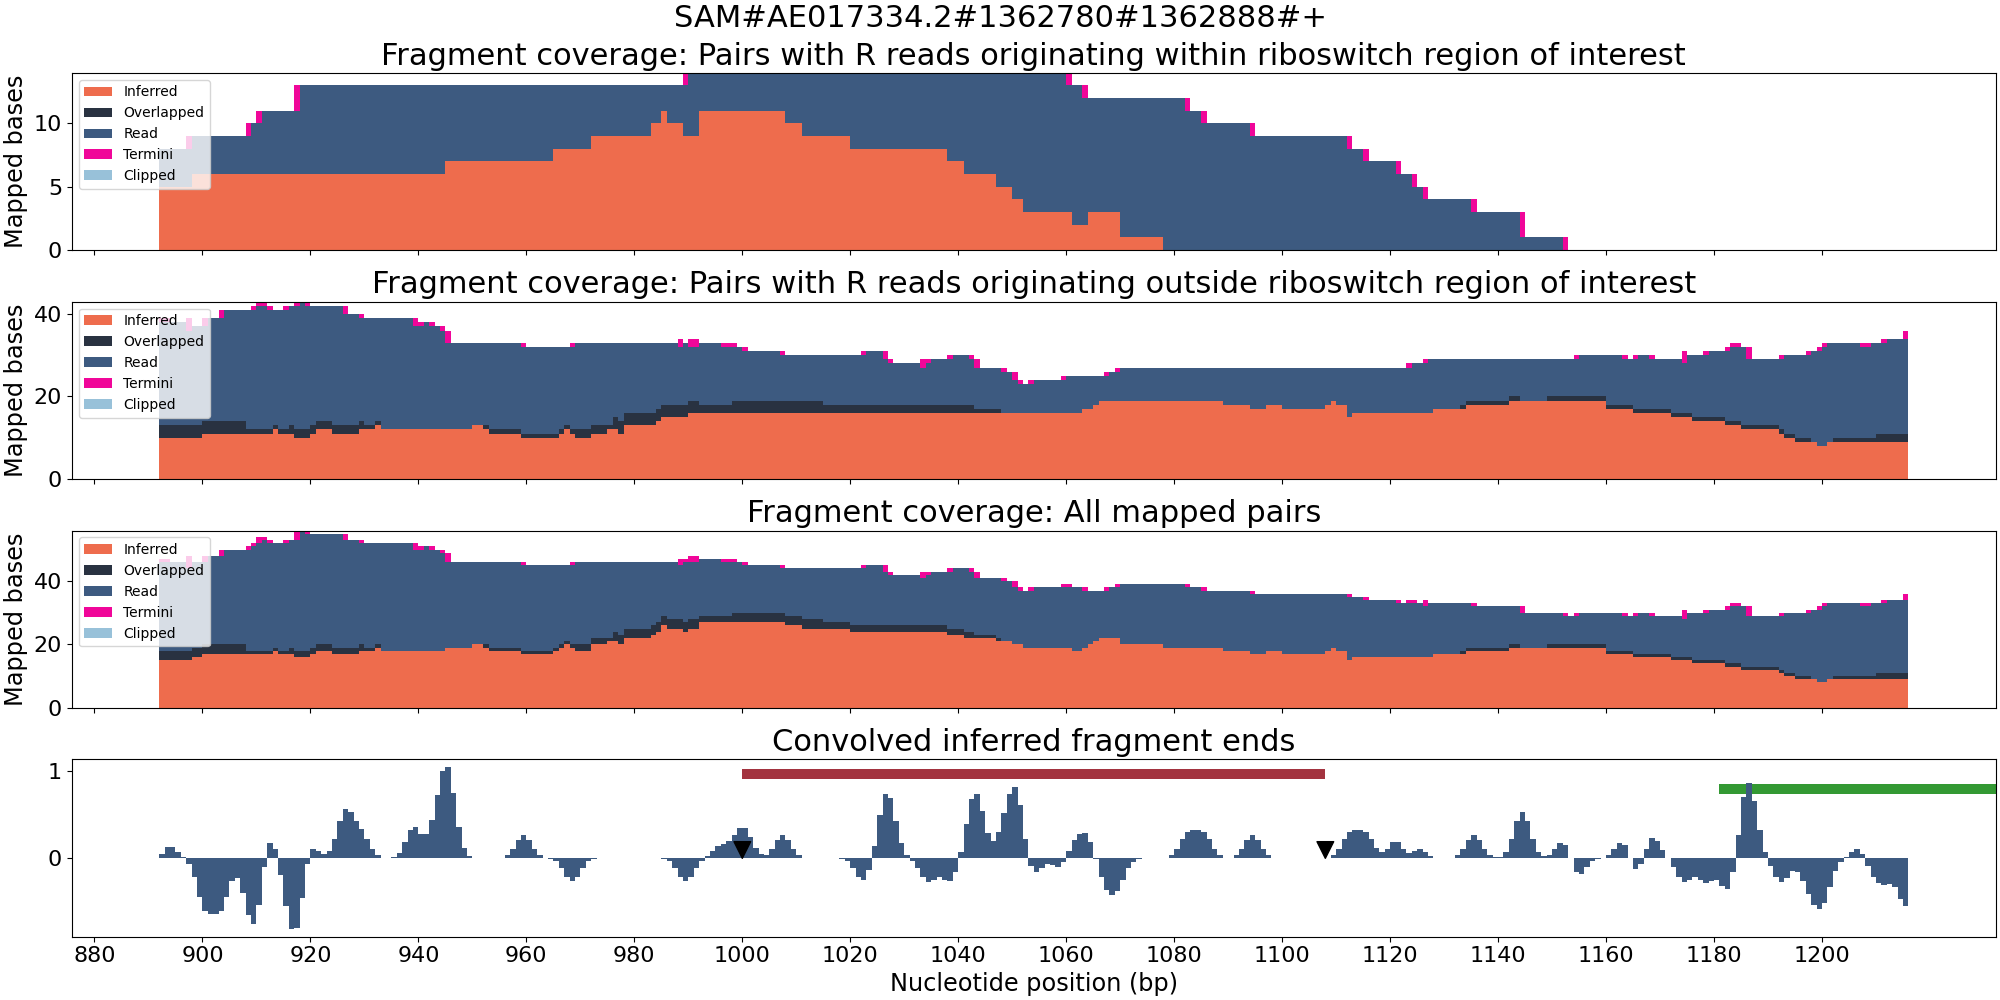 SAM#AE017334.2#1362780#1362888#+
Fragment coverage: Pairs with R reads originating within riboswitch region of interest
Mapped bases
10
5
0
Inferred
Overlapped
Read
Termini
Clipped
Fragment coverage: Pairs with R reads originating outside riboswitch region of interest
Mapped bases
40
20
0
Inferred
Overlapped
Read
Termini
Clipped
Fragment coverage: All mapped pairs
Mapped bases
40
20
0
Inferred
Overlapped
Read
Termini
Clipped
Convolved inferred fragment ends
1
0
880 900 920 940 960 980 1000 1020 1040 1060 1080 1100 1120 1140 1160 1180 1200
Nucleotide position (bp)